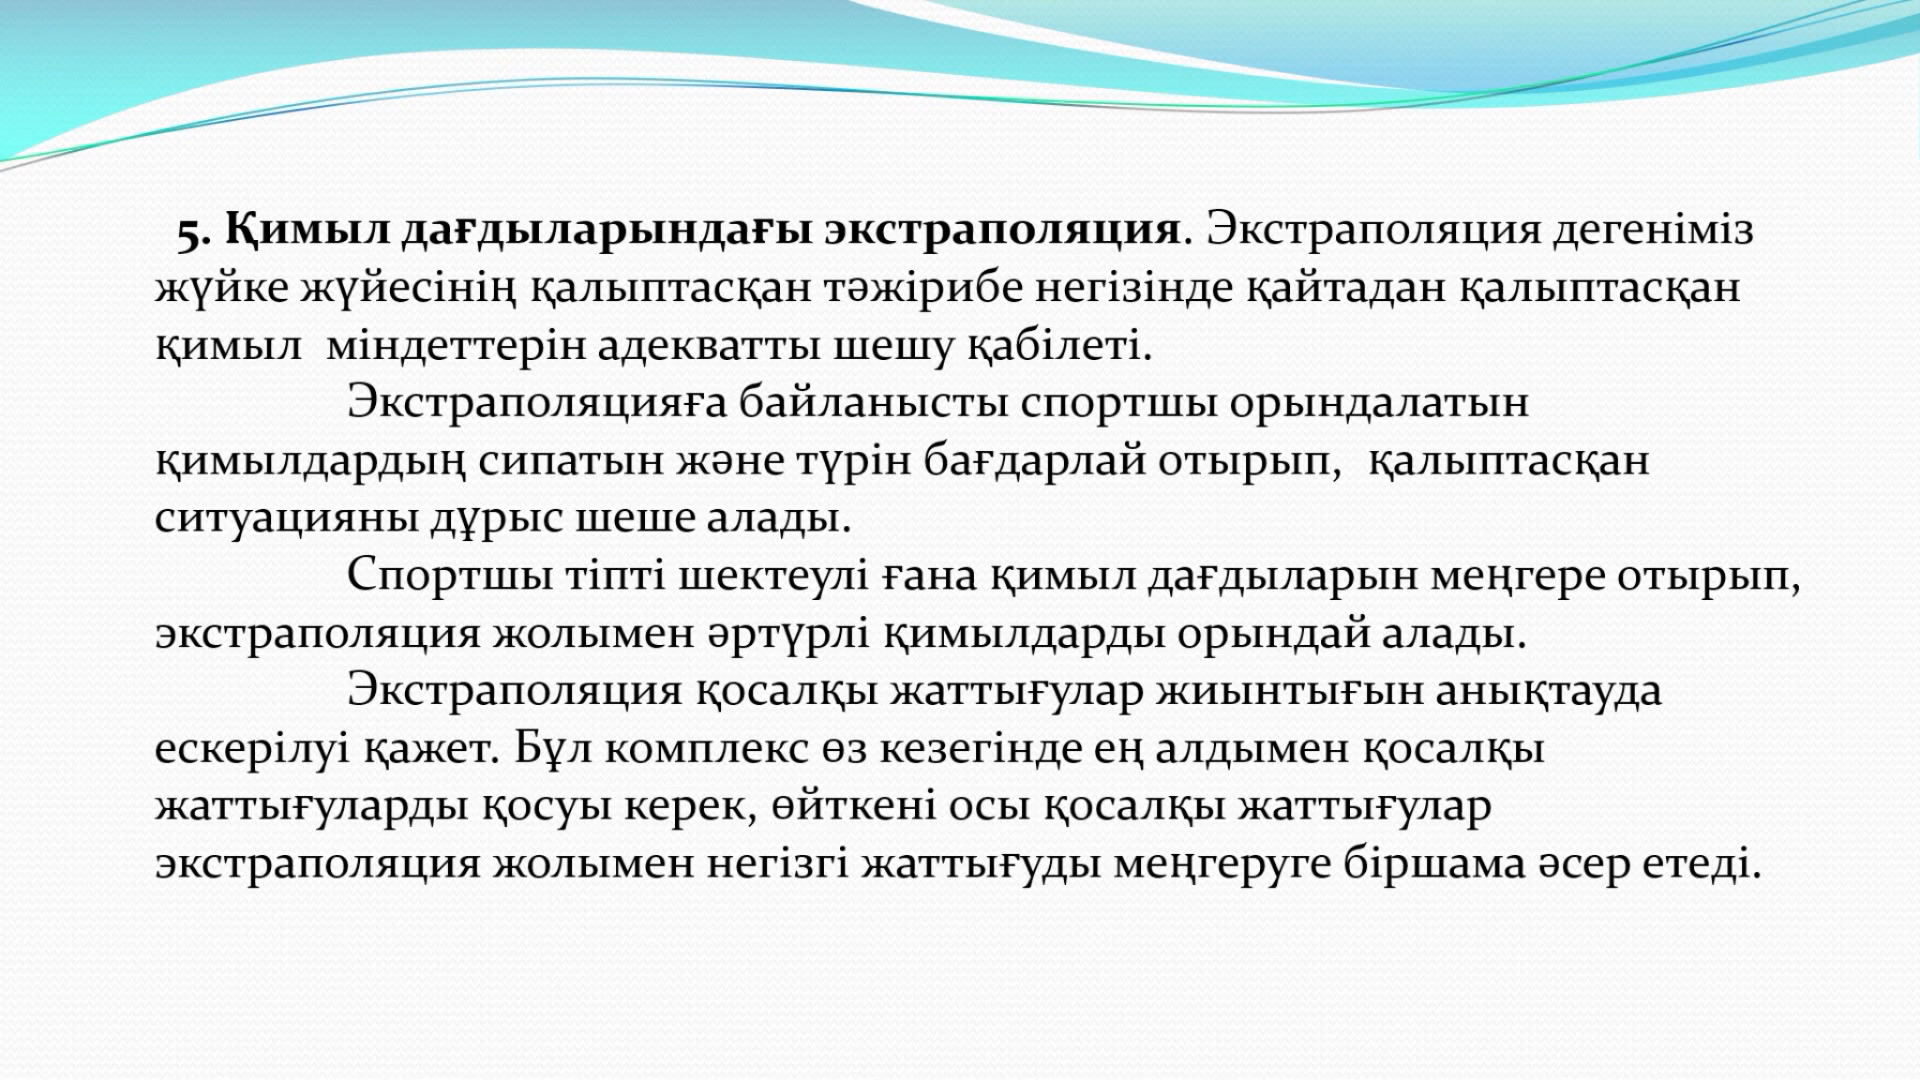 5. Қимыл дағдыларындағы экстраполяция. Экстраполяция дегеніміз
жүйке жүйесінің қалыптасқан тәжірибе негізінде қайтадан қалыптасқан
қимыл міндеттерін адекватты шешу қабілеті.
Экстраполяцияға байланысты спортшы орындалатын
қимылдардың сипатын және түрін бағдарлай отырып, қалыптасқан
ситуацияны дұрыс шеше алады.
Спортшы тіпті шектеулі ғана қимыл дағдыларын меңгере отырып,
экстраполяция жолымен әртүрлі қимылдарды орындай алады.
Экстраполяция қосалқы жаттығулар жиынтығын анықтауда
ескерілуі қажет. Бұл комплекс өз кезегінде ең алдымен қосалқы
жаттығуларды қосуы керек, өйткені осы қосалқы жаттығулар
экстраполяция жолымен негізгі жаттығуды меңгеруге біршама әсер етеді.